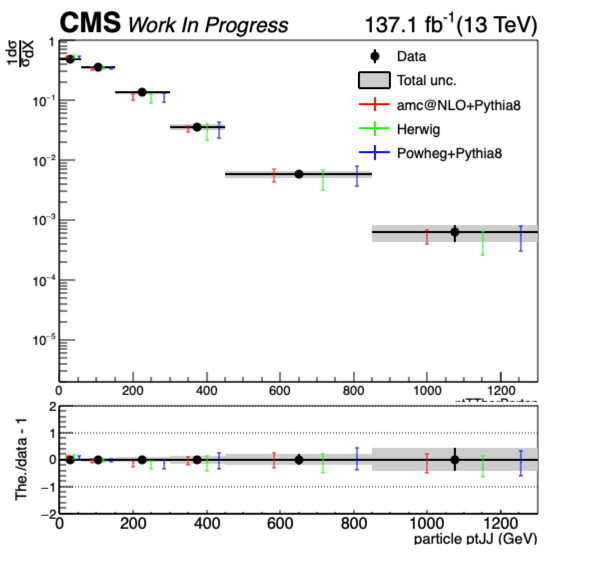 CMS Work In Progress 137.1 fb⁻¹(13 TeV)
1dσ
σdX
1
10⁻¹
10⁻²
10⁻³
10⁻⁴
10⁻⁵
Data
Total unc.
amc@NLO+Pythia8
Herwig
Powheg+Pythia8
0 200 400 600 800 1000 1200
The./data - 1
2
1
0
−1
−2
0 200 400 600 800 1000 1200
particle ptJJ (GeV)